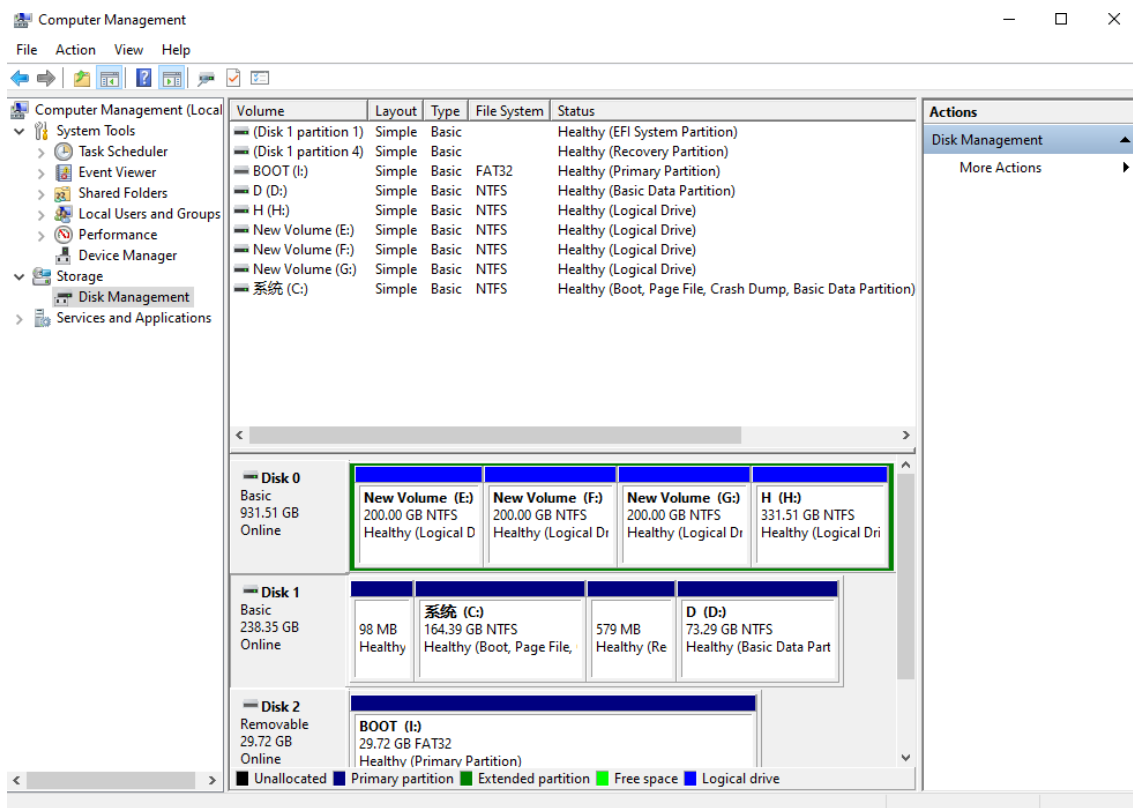 Computer Management
File Action View Help
Computer Management (Local
System Tools
Task Scheduler
Event Viewer
Shared Folders
Local Users and Groups
Performance
Device Manager
Storage
Disk Management
Services and Applications
Volume Layout Type File System Status
(Disk 1 partition 1) Simple Basic Healthy (EFI System Partition)
(Disk 1 partition 4) Simple Basic Healthy (Recovery Partition)
BOOT (I:) Simple Basic FAT32 Healthy (Primary Partition)
D (D:) Simple Basic NTFS Healthy (Basic Data Partition)
H (H:) Simple Basic NTFS Healthy (Logical Drive)
New Volume (E:) Simple Basic NTFS Healthy (Logical Drive)
New Volume (F:) Simple Basic NTFS Healthy (Logical Drive)
New Volume (G:) Simple Basic NTFS Healthy (Logical Drive)
系统 (C:) Simple Basic NTFS Healthy (Boot, Page File, Crash Dump, Basic Data Partition)
Actions
Disk Management
More Actions
Disk 0
Basic
931.51 GB
Online
New Volume (E:)
200.00 GB NTFS
Healthy (Logical D
New Volume (F:)
200.00 GB NTFS
Healthy (Logical Dr
New Volume (G:)
200.00 GB NTFS
Healthy (Logical Dr
H (H:)
331.51 GB NTFS
Healthy (Logical Dri
Disk 1
Basic
238.35 GB
Online
98 MB
Healthy
系统 (C:)
164.39 GB NTFS
Healthy (Boot, Page File,
579 MB
Healthy (Re
D (D:)
73.29 GB NTFS
Healthy (Basic Data Part
Disk 2
Removable
29.72 GB
Online
BOOT (I:)
29.72 GB FAT32
Healthy (Primary Partition)
Unallocated Primary partition Extended partition Free space Logical drive